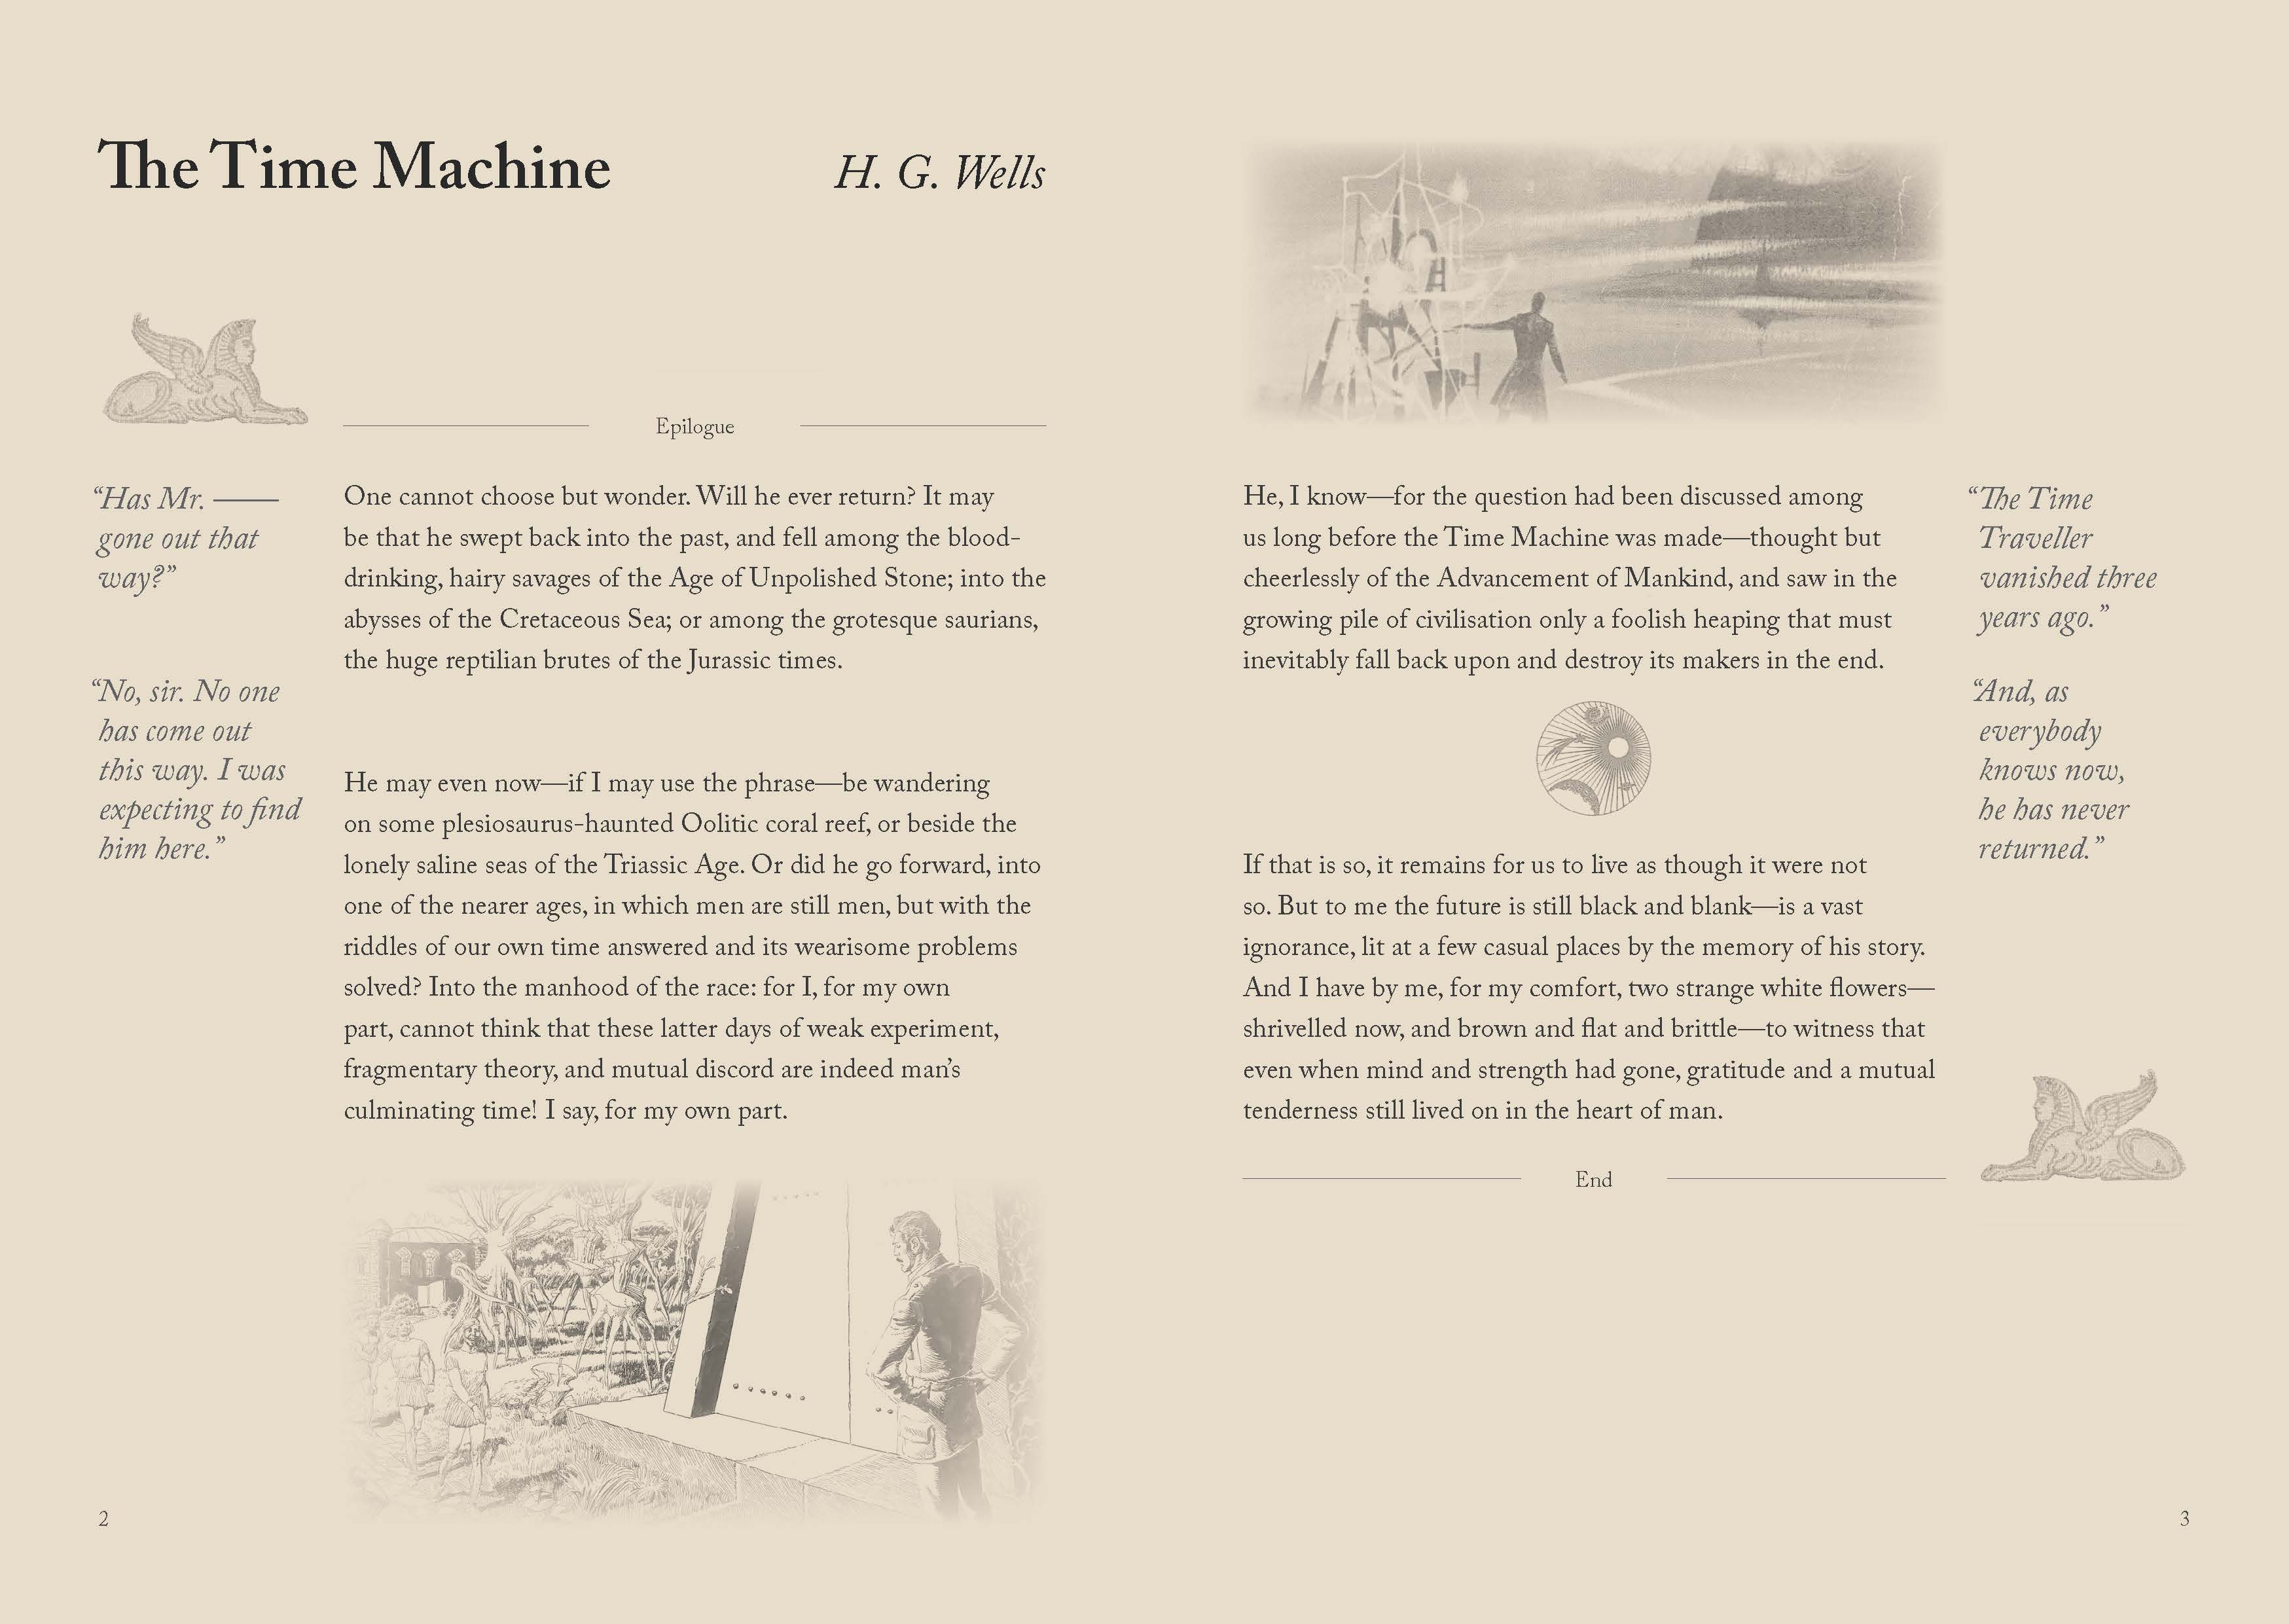 The Time Machine
H. G. Wells
Epilogue
“Has Mr. ——
gone out that
way?”
“No, sir. No one
has come out
this way. I was
expecting to find
him here.”
One cannot choose but wonder. Will he ever return? It may
be that he swept back into the past, and fell among the blood-
drinking, hairy savages of the Age of Unpolished Stone; into the
abysses of the Cretaceous Sea; or among the grotesque saurians,
the huge reptilian brutes of the Jurassic times.
He may even now—if I may use the phrase—be wandering
on some plesiosaurus-haunted Oolitic coral reef, or beside the
lonely saline seas of the Triassic Age. Or did he go forward, into
one of the nearer ages, in which men are still men, but with the
riddles of our own time answered and its wearisome problems
solved? Into the manhood of the race: for I, for my own
part, cannot think that these latter days of weak experiment,
fragmentary theory, and mutual discord are indeed man’s
culminating time! I say, for my own part.
2
He, I know—for the question had been discussed among
us long before the Time Machine was made—thought but
cheerlessly of the Advancement of Mankind, and saw in the
growing pile of civilisation only a foolish heaping that must
inevitably fall back upon and destroy its makers in the end.
If that is so, it remains for us to live as though it were not
so. But to me the future is still black and blank—is a vast
ignorance, lit at a few casual places by the memory of his story.
And I have by me, for my comfort, two strange white flowers—
shrivelled now, and brown and flat and brittle—to witness that
even when mind and strength had gone, gratitude and a mutual
tenderness still lived on in the heart of man.
End
“The Time
Traveller
vanished three
years ago.”
“And, as
everybody
knows now,
he has never
returned.”
3